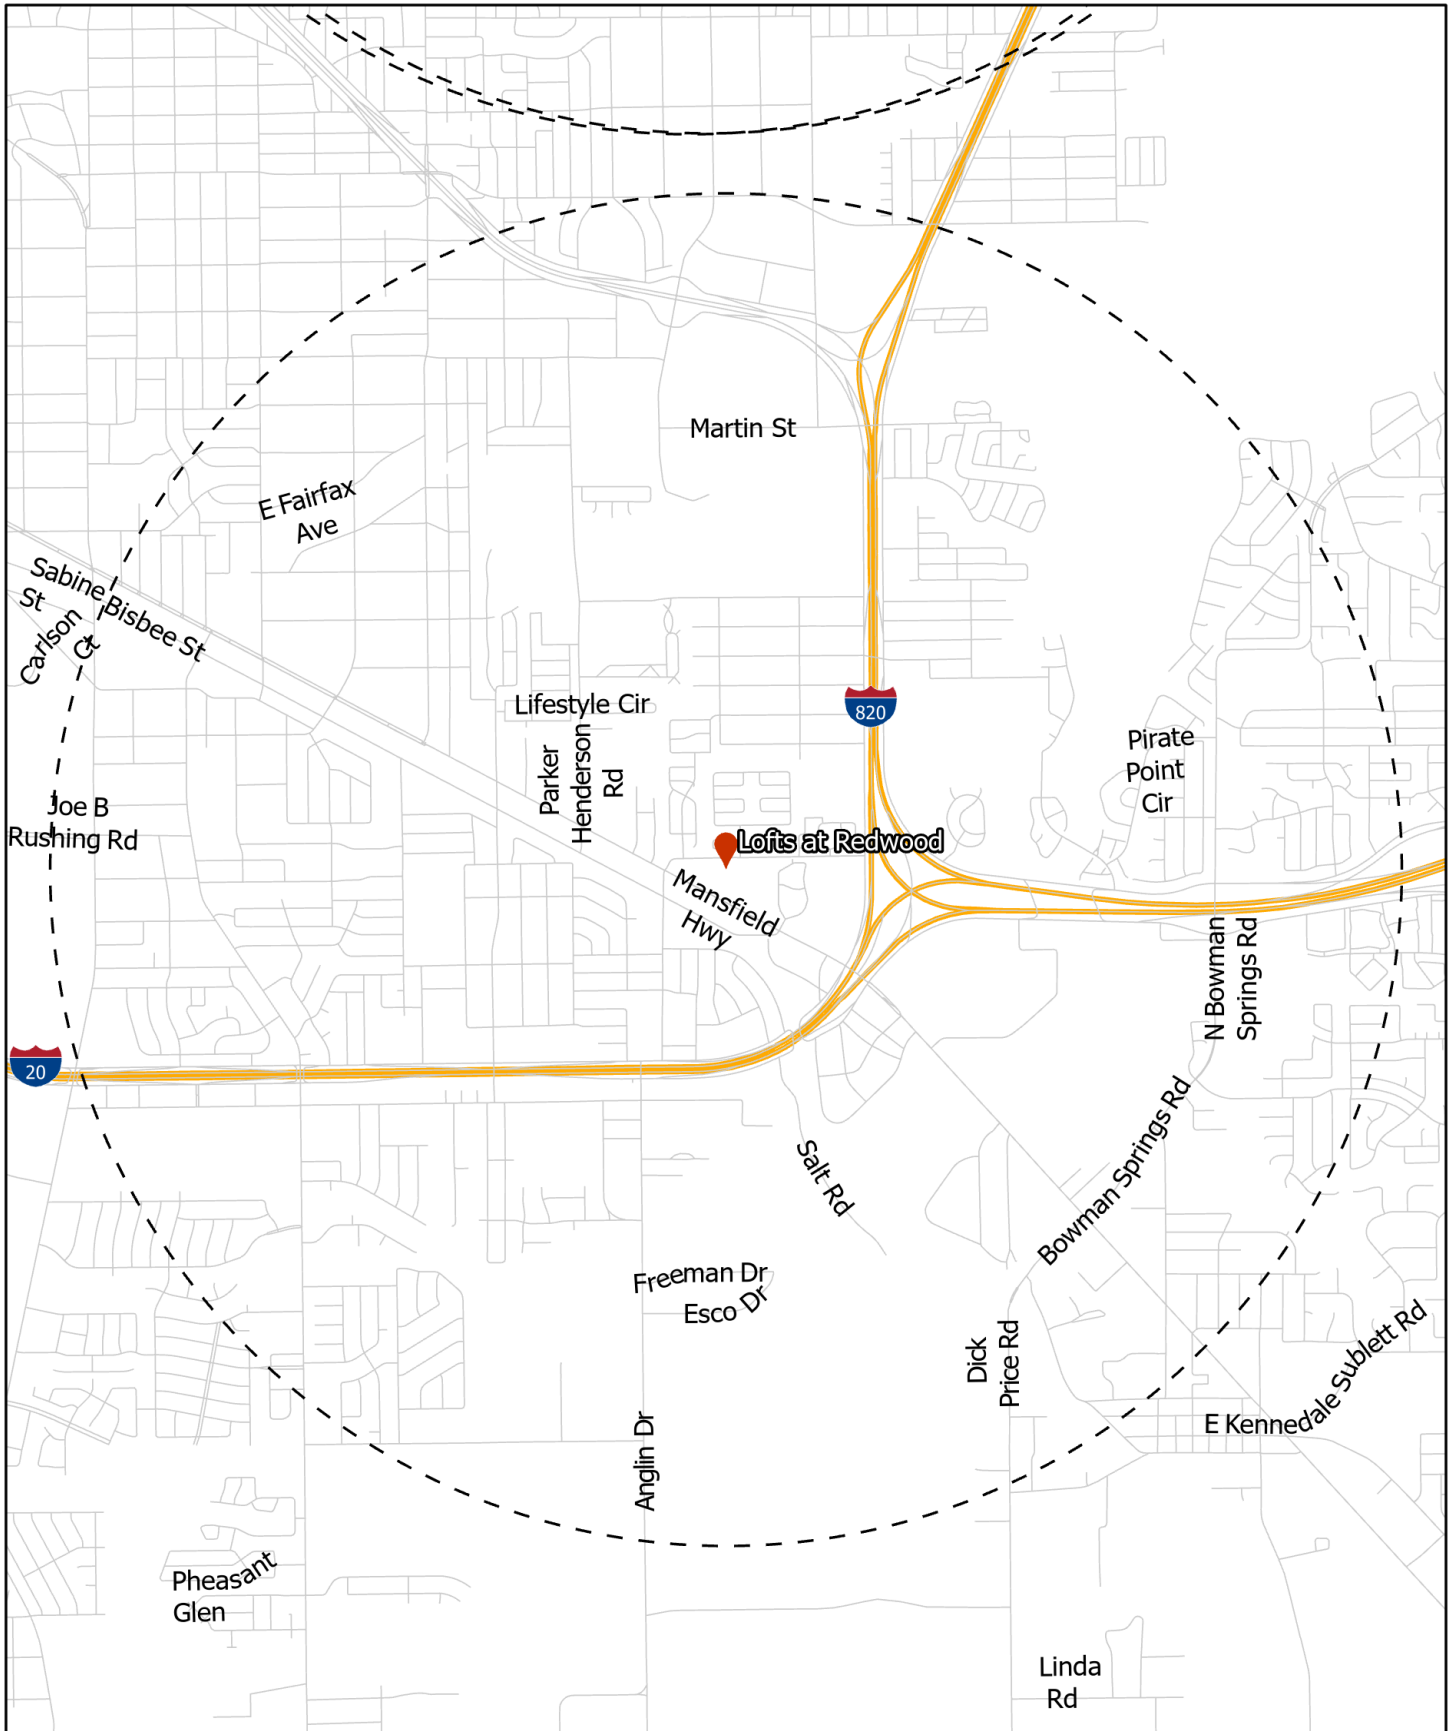 Martin St
E Fairfax
Ave
Sabine
St
Bisbee St
Carlson
Ct
Lifestyle Cir
820
Parker
Henderson
Rd
Pirate
Point
Cir
Joe B
Rushing Rd
Lofts at Redwood
Mansfield
Hwy
N Bowman
Springs Rd
20
Bowman Springs Rd
Salt Rd
Freeman Dr
Esco Dr
Dick
Price Rd
E Kennedale Sublett Rd
Anglin Dr
Pheasant
Glen
Linda
Rd